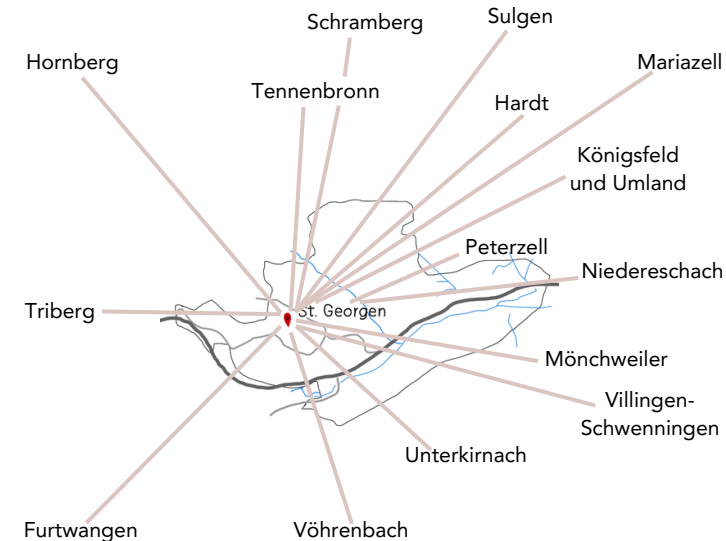 Schramberg
Sulgen
Hornberg
Mariazell
Tennenbronn
Hardt
Königsfeld
und Umland
Peterzell
Niedereschach
Triberg
St. Georgen
Mönchweiler
Villingen-
Schwenningen
Unterkirnach
Furtwangen
Vöhrenbach